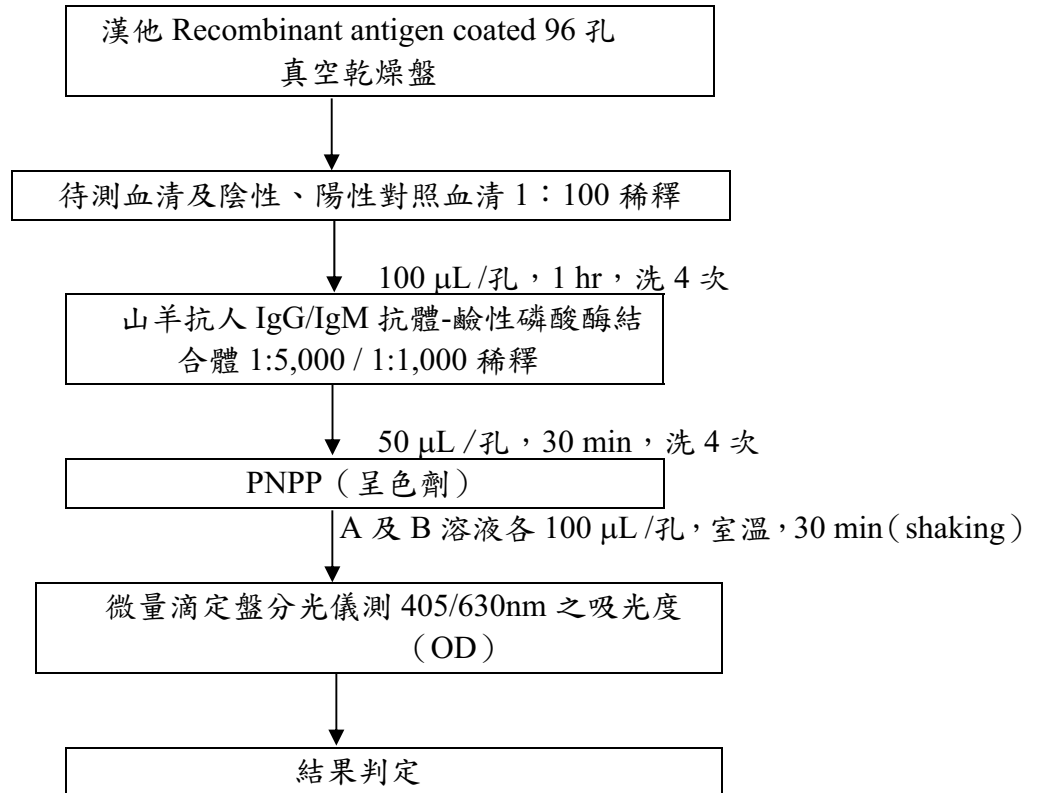 漢他 Recombinant antigen coated 96 孔
真空乾燥盤
待測血清及陰性、陽性對照血清 1：100 稀釋
100 μL /孔，1 hr，洗 4 次
山羊抗人 IgG/IgM 抗體-鹼性磷酸酶結
合體 1:5,000 / 1:1,000 稀釋
50 μL /孔，30 min，洗 4 次
PNPP（呈色劑）
A 及 B 溶液各 100 μL /孔，室溫，30 min（shaking）
微量滴定盤分光儀測 405/630nm 之吸光度
（OD）
結果判定